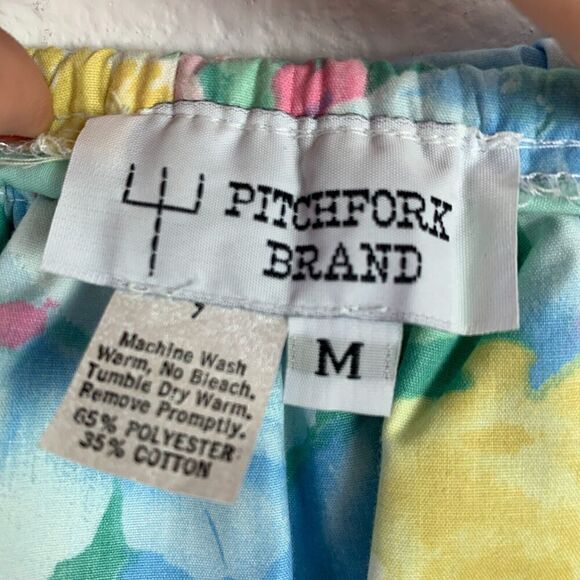 PITCHFORK
BRAND
M
Machine Wash
Warm, No Bleach.
Tumble Dry Warm.
Remove Promptly.
65% POLYESTER
35% COTTON